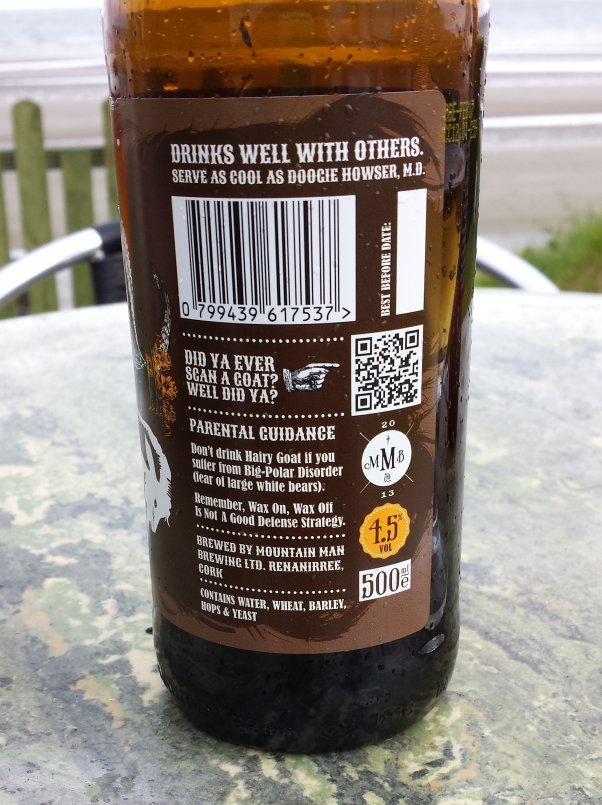 DRINKS WELL WITH OTHERS.
SERVE AS COOL AS DOOGIE HOWSER, M.D.
BEST BEFORE DATE:
0 799439 617537 >
DID YA EVER
SCAN A GOAT?
WELL DID YA?
PARENTAL GUIDANCE
Don't drink Hairy Goat if you
suffer from Big-Polar Disorder
(fear of large white bears).
Remember, Wax On, Wax Off
Is Not A Good Defense Strategy.
20
M M B
Co
13
4.5%
VOL
BREWED BY MOUNTAIN MAN
BREWING LTD. RENANIRREE,
CORK
500 ml e
CONTAINS WATER, WHEAT, BARLEY,
HOPS & YEAST